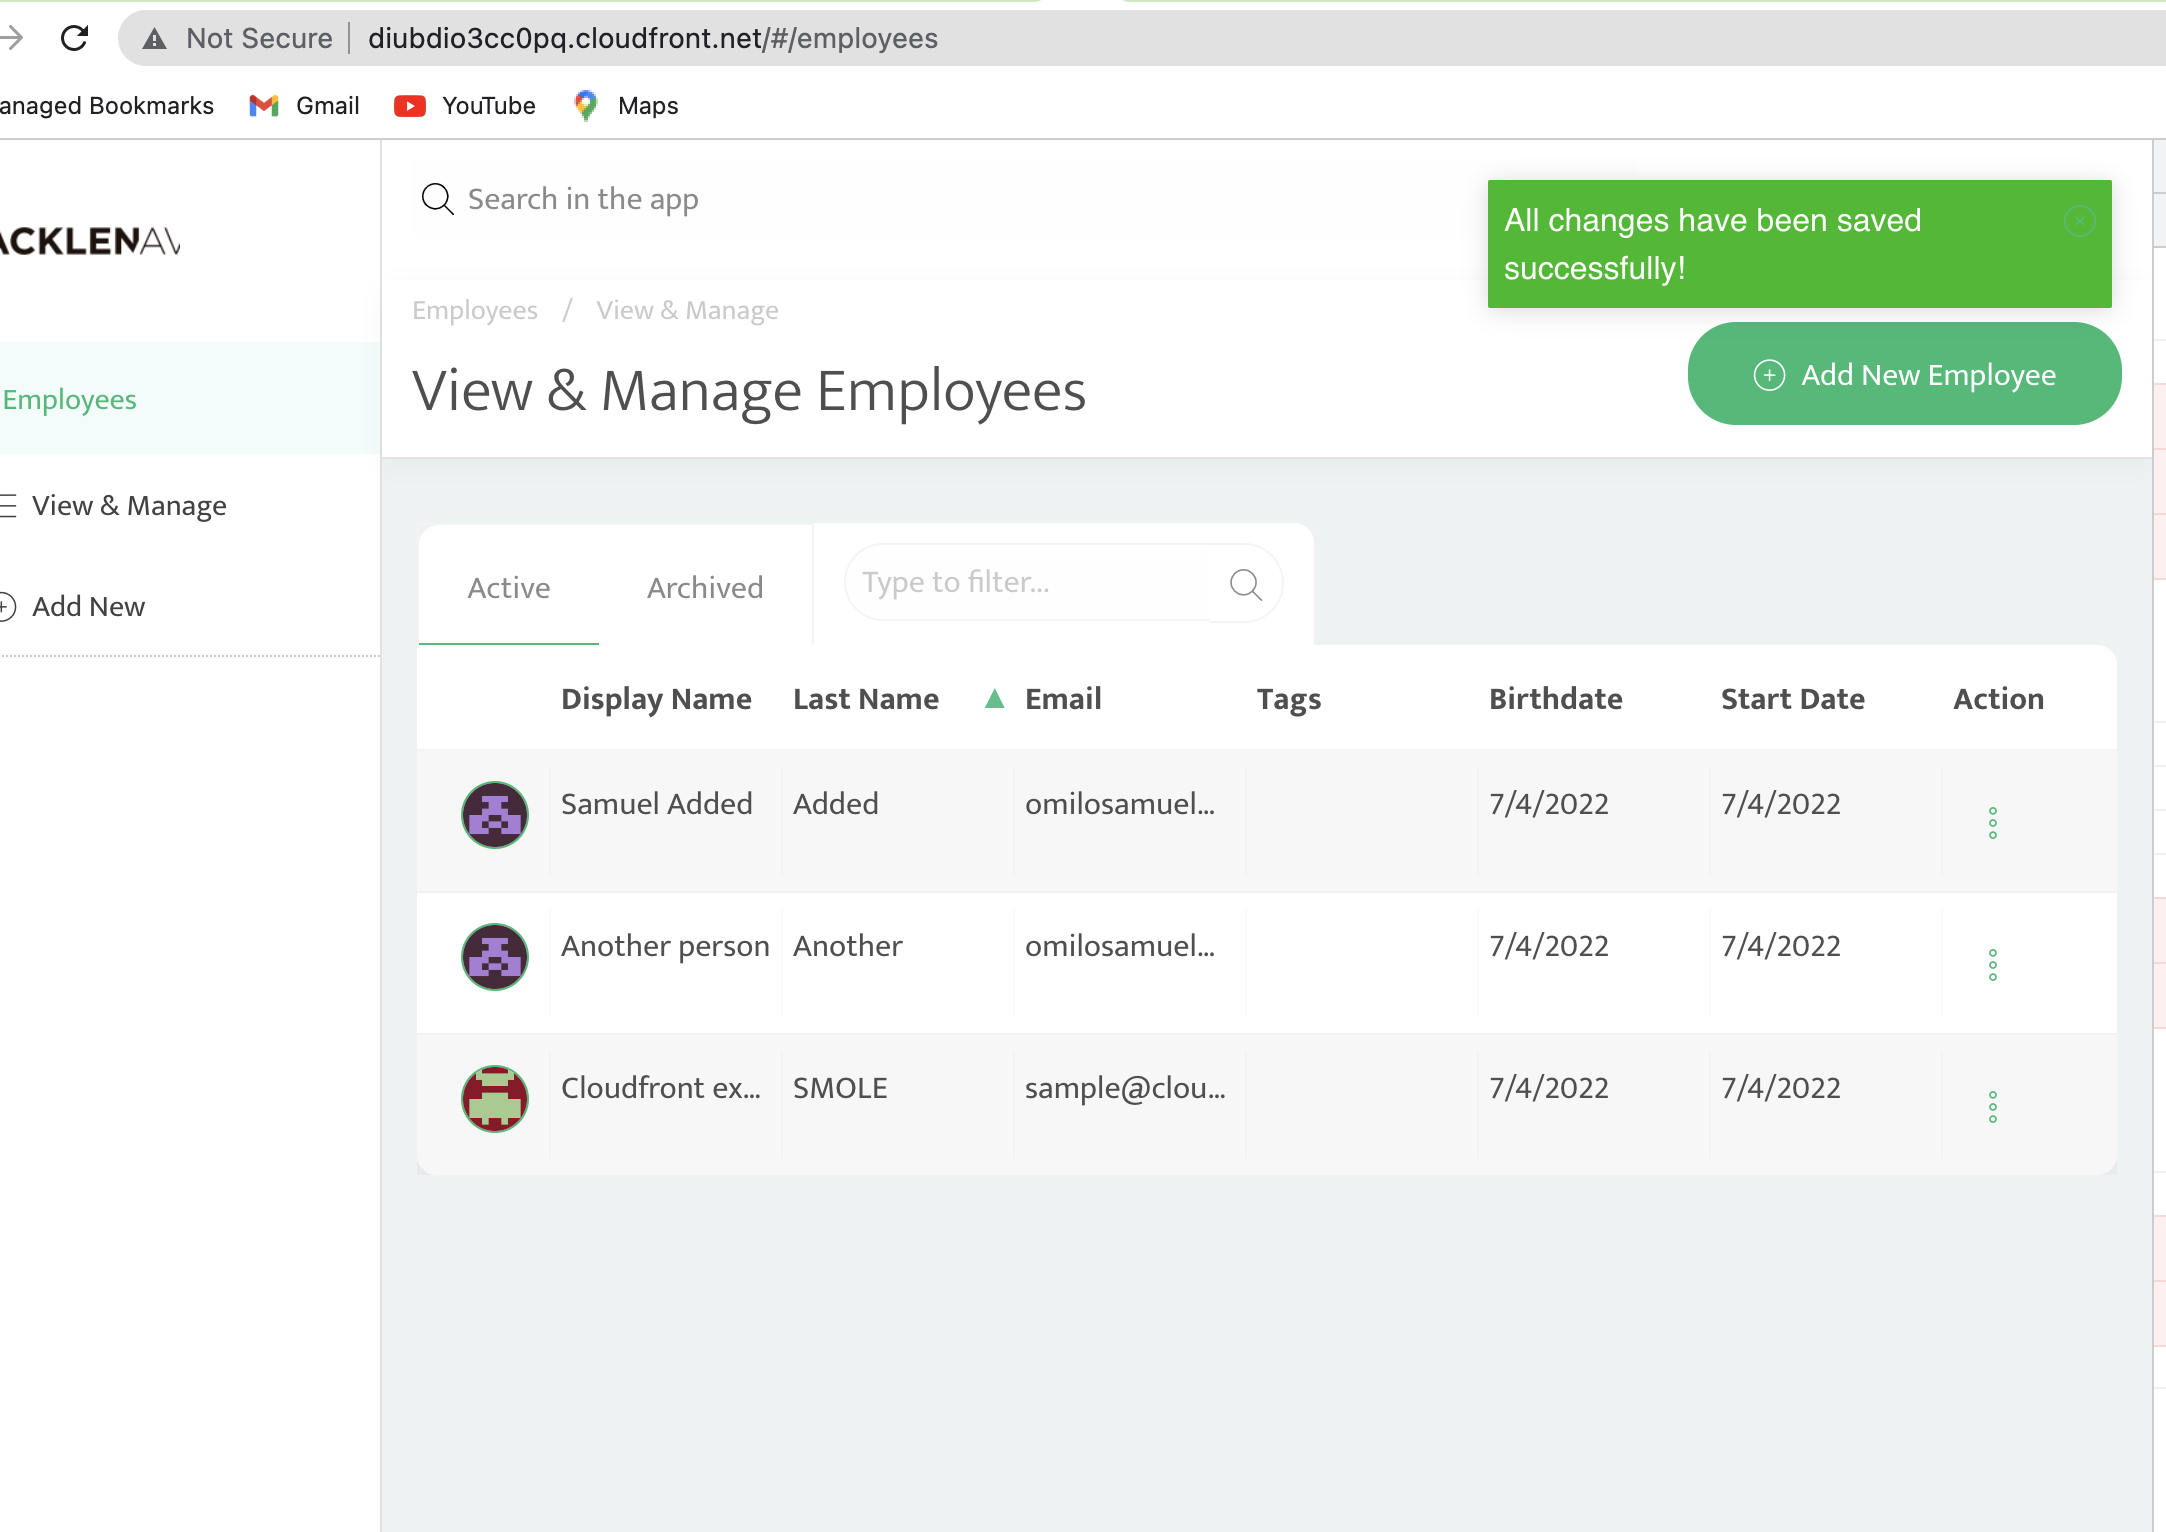 Not Secure diubdio3cc0pq.cloudfront.net/#/employees
anaged Bookmarks Gmail YouTube Maps
ACKLENAV
Search in the app
All changes have been saved
successfully!
Employees / View & Manage
View & Manage Employees
Add New Employee
Employees
View & Manage
Add New
Active Archived Type to filter...
Display Name Last Name Email Tags Birthdate Start Date Action
Samuel Added Added omilosamuel... 7/4/2022 7/4/2022
Another person Another omilosamuel... 7/4/2022 7/4/2022
Cloudfront ex... SMOLE sample@clou... 7/4/2022 7/4/2022